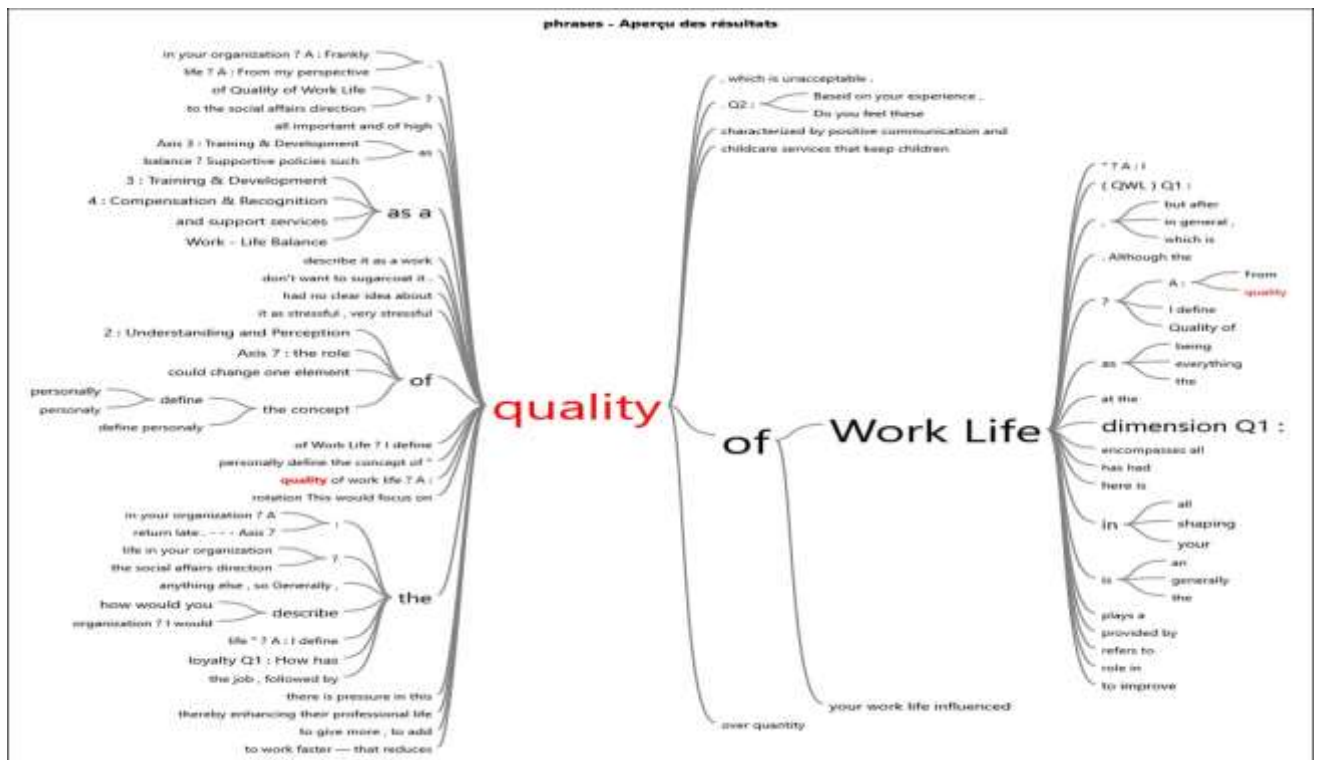 phrases - Aperçu des résultats
in your organization ? A : Frankly
life ? A : From my perspective
,
of Quality of Work Life
to the social affairs direction
?
all important and of high
Axis 3 : Training & Development
balance ? Supportive policies such
as
3 : Training & Development
4 : Compensation & Recognition
and support services
Work - Life Balance
as a
describe it as a work
don't want to sugarcoat it .
had no clear idea about
it as stressful , very stressful
2 : Understanding and Perception
Axis 7 : the role
could change one element
of
personally
personaly
define
define personaly
the concept
of Work Life ? I define
personally define the concept of "
quality of work life ? A :
rotation This would focus on
in your organization ? A
return late . - - - Axis 7
:
life in your organization
the social affairs direction
?
anything else , so Generally ,
how would you
organization ? I would
describe
the
life " ? A : I define
loyalty Q1 : How has
the job , followed by
there is pressure in this
thereby enhancing their professional life
to give more , to add
to work faster — that reduces
quality
, which is unacceptable .
. Q2 :
Based on your experience ,
Do you feel these
characterized by positive communication and
childcare services that keep children
of
Work Life
your work life influenced
over quantity
" ? A : I
( QWL ) Q1 :
,
but after
in general ,
which is
. Although the
?
A :
From
quality
I define
Quality of
as
being
everything
the
at the
dimension Q1 :
encompasses all
has had
here is
in
all
shaping
your
is
an
generally
the
plays a
provided by
refers to
role in
to improve